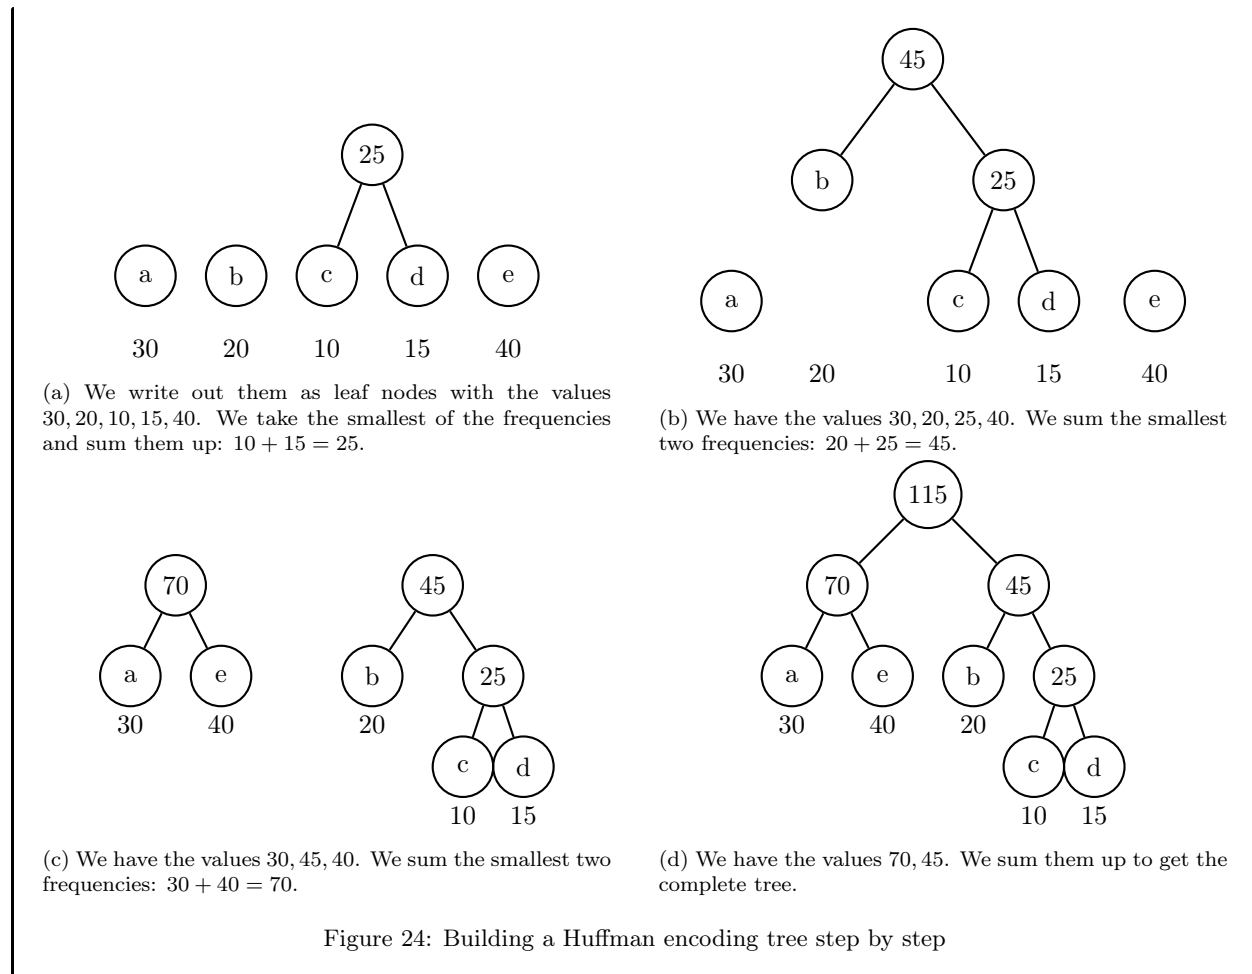 25
a b c d e
30 20 10 15 40
(a) We write out them as leaf nodes with the values
30, 20, 10, 15, 40. We take the smallest of the frequencies
and sum them up: 10 + 15 = 25.
45
b 25
a c d e
30 20 10 15 40
(b) We have the values 30, 20, 25, 40. We sum the smallest
two frequencies: 20 + 25 = 45.
70 45
a e b 25
30 40 20
c d
10 15
(c) We have the values 30, 45, 40. We sum the smallest two
frequencies: 30 + 40 = 70.
115
70 45
a e b 25
30 40 20
c d
10 15
(d) We have the values 70, 45. We sum them up to get the
complete tree.
Figure 24: Building a Huffman encoding tree step by step